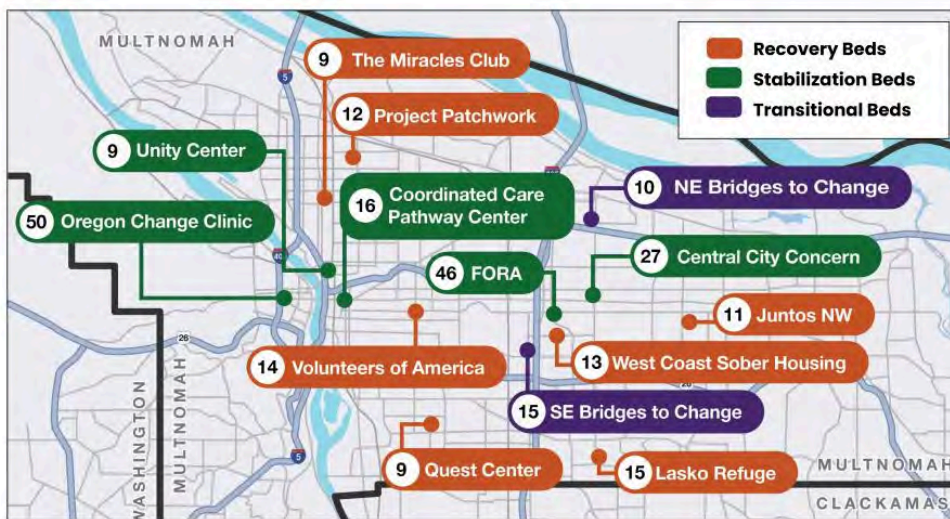 MULTNOMAH
5
9 The Miracles Club
Recovery Beds
Stabilization Beds
Transitional Beds
12 Project Patchwork
9 Unity Center
10 NE Bridges to Change
16 Coordinated Care
Pathway Center
50 Oregon Change Clinic
27 Central City Concern
46 FORA
11 Juntos NW
26
14 Volunteers of America
13 West Coast Sober Housing
26
15 SE Bridges to Change
WASHINGTON
MULTNOMAH
5
9 Quest Center
15 Lasko Refuge
MULTNOMAH
CLACKAMAS